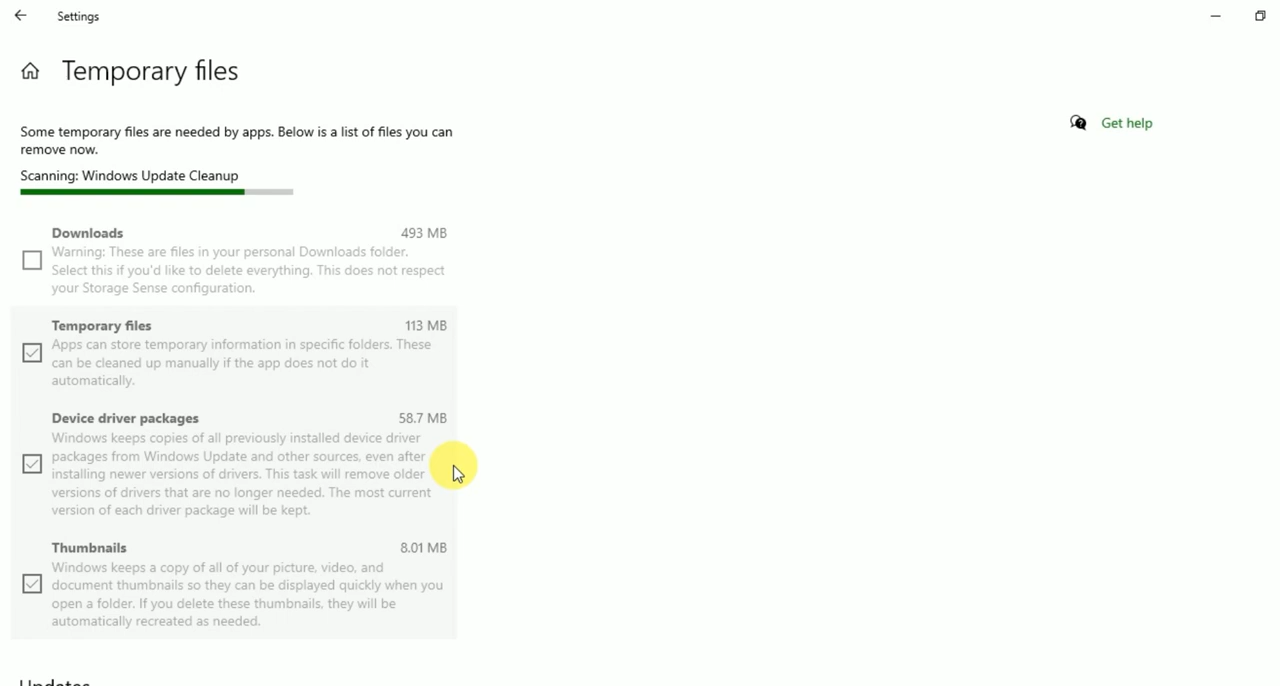 Settings
Temporary files
Some temporary files are needed by apps. Below is a list of files you can
remove now.
Get help
Scanning: Windows Update Cleanup
Downloads 493 MB
Warning: These are files in your personal Downloads folder.
Select this if you'd like to delete everything. This does not respect
your Storage Sense configuration.
Temporary files 113 MB
Apps can store temporary information in specific folders. These
can be cleaned up manually if the app does not do it
automatically.
Device driver packages 58.7 MB
Windows keeps copies of all previously installed device driver
packages from Windows Update and other sources, even after
installing newer versions of drivers. This task will remove older
versions of drivers that are no longer needed. The most current
version of each driver package will be kept.
Thumbnails 8.01 MB
Windows keeps a copy of all of your picture, video, and
document thumbnails so they can be displayed quickly when you
open a folder. If you delete these thumbnails, they will be
automatically recreated as needed.
Updates